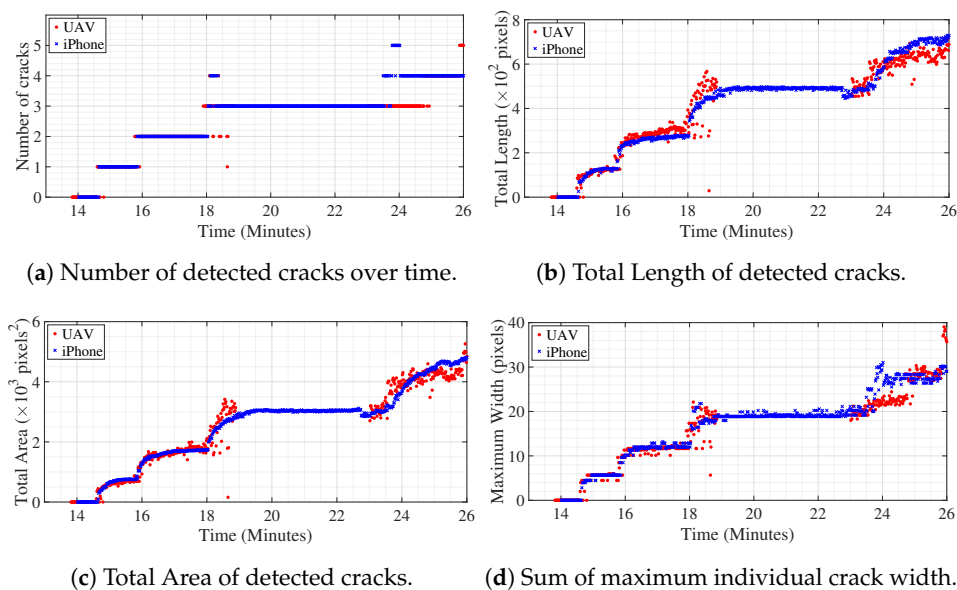 Number of cracks
5
4
3
2
1
0
UAV
iPhone
14 16 18 20 22 24 26
Time (Minutes)
(a) Number of detected cracks over time.
Total Length (×10² pixels)
8
6
4
2
0
UAV
iPhone
14 16 18 20 22 24 26
Time (Minutes)
(b) Total Length of detected cracks.
Total Area (×10³ pixels²)
6
4
2
0
UAV
iPhone
14 16 18 20 22 24 26
Time (Minutes)
(c) Total Area of detected cracks.
Maximum Width (pixels)
40
30
20
10
0
UAV
iPhone
14 16 18 20 22 24 26
Time (Minutes)
(d) Sum of maximum individual crack width.